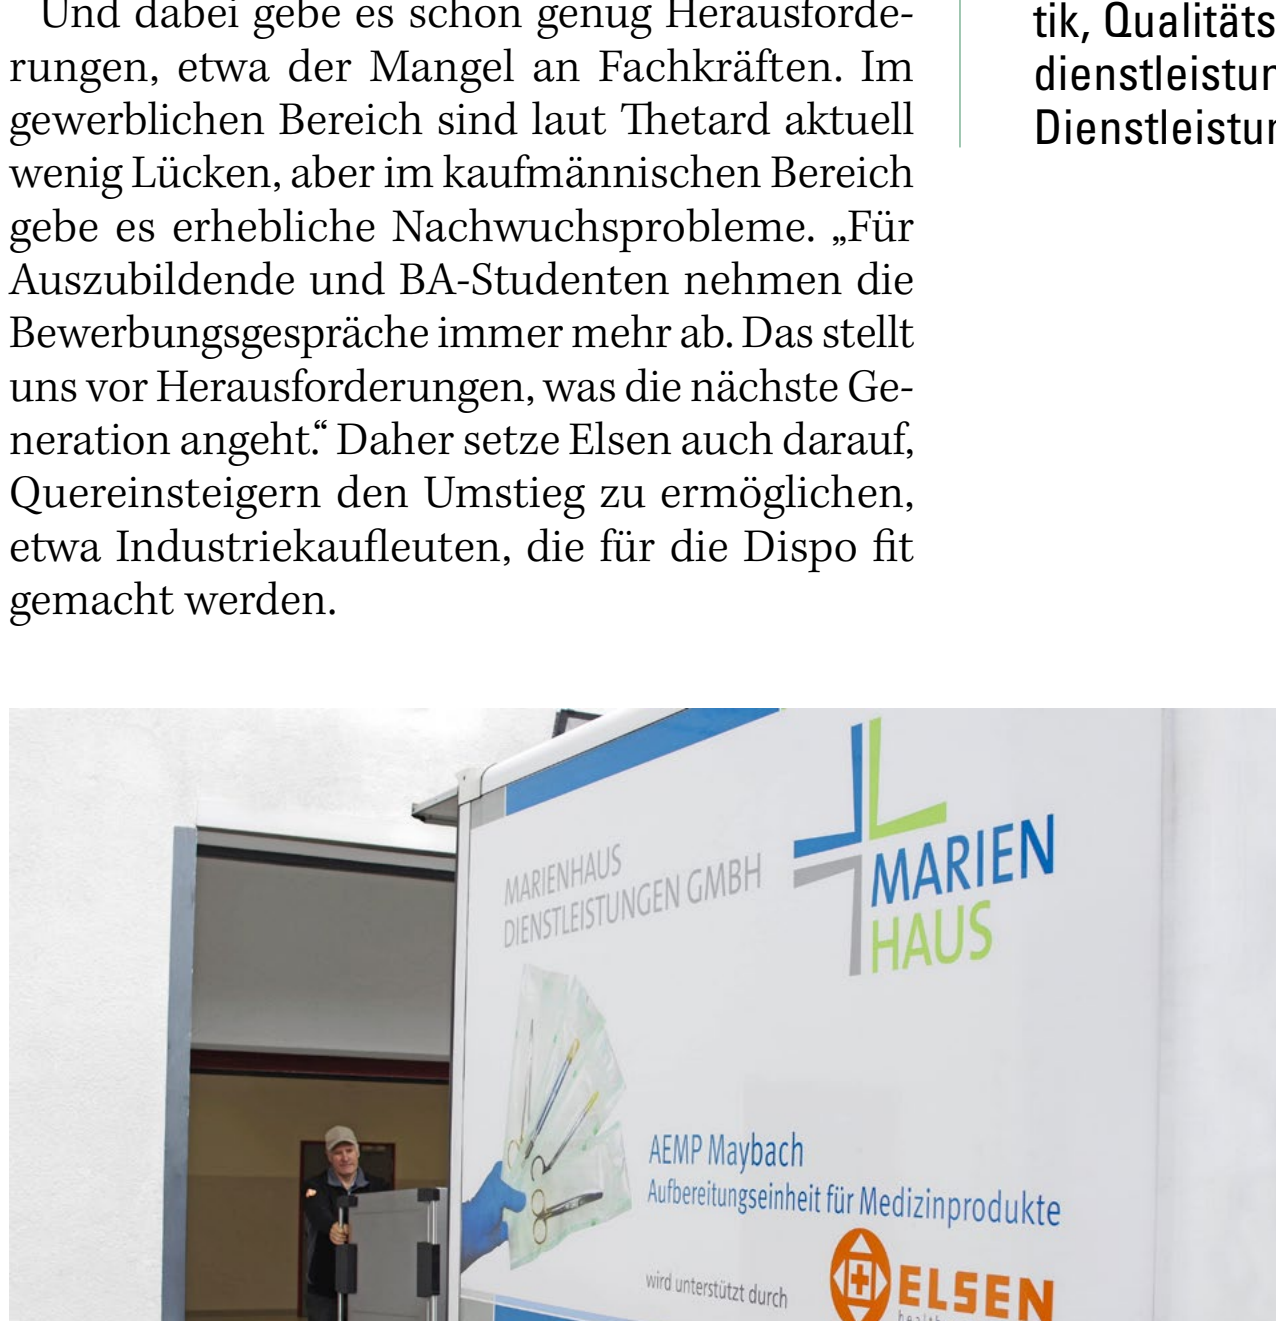 Und dabei gebe es schon genug Herausforde-
rungen, etwa der Mangel an Fachkräften. Im
gewerblichen Bereich sind laut Thetard aktuell
wenig Lücken, aber im kaufmännischen Bereich
gebe es erhebliche Nachwuchsprobleme. „Für
Auszubildende und BA-Studenten nehmen die
Bewerbungsgespräche immer mehr ab. Das stellt
uns vor Herausforderungen, was die nächste Ge-
neration angeht.“ Daher setze Elsen auch darauf,
Quereinsteigern den Umstieg zu ermöglichen,
etwa Industriekaufleuten, die für die Dispo fit
gemacht werden.
tik, Qualitäts
dienstleistun
Dienstleistun
MARIENHAUS
DIENSTLEISTUNGEN GMBH
MARIEN
HAUS
AEMP Maybach
Aufbereitungseinheit für Medizinprodukte
wird unterstützt durch
ELSEN